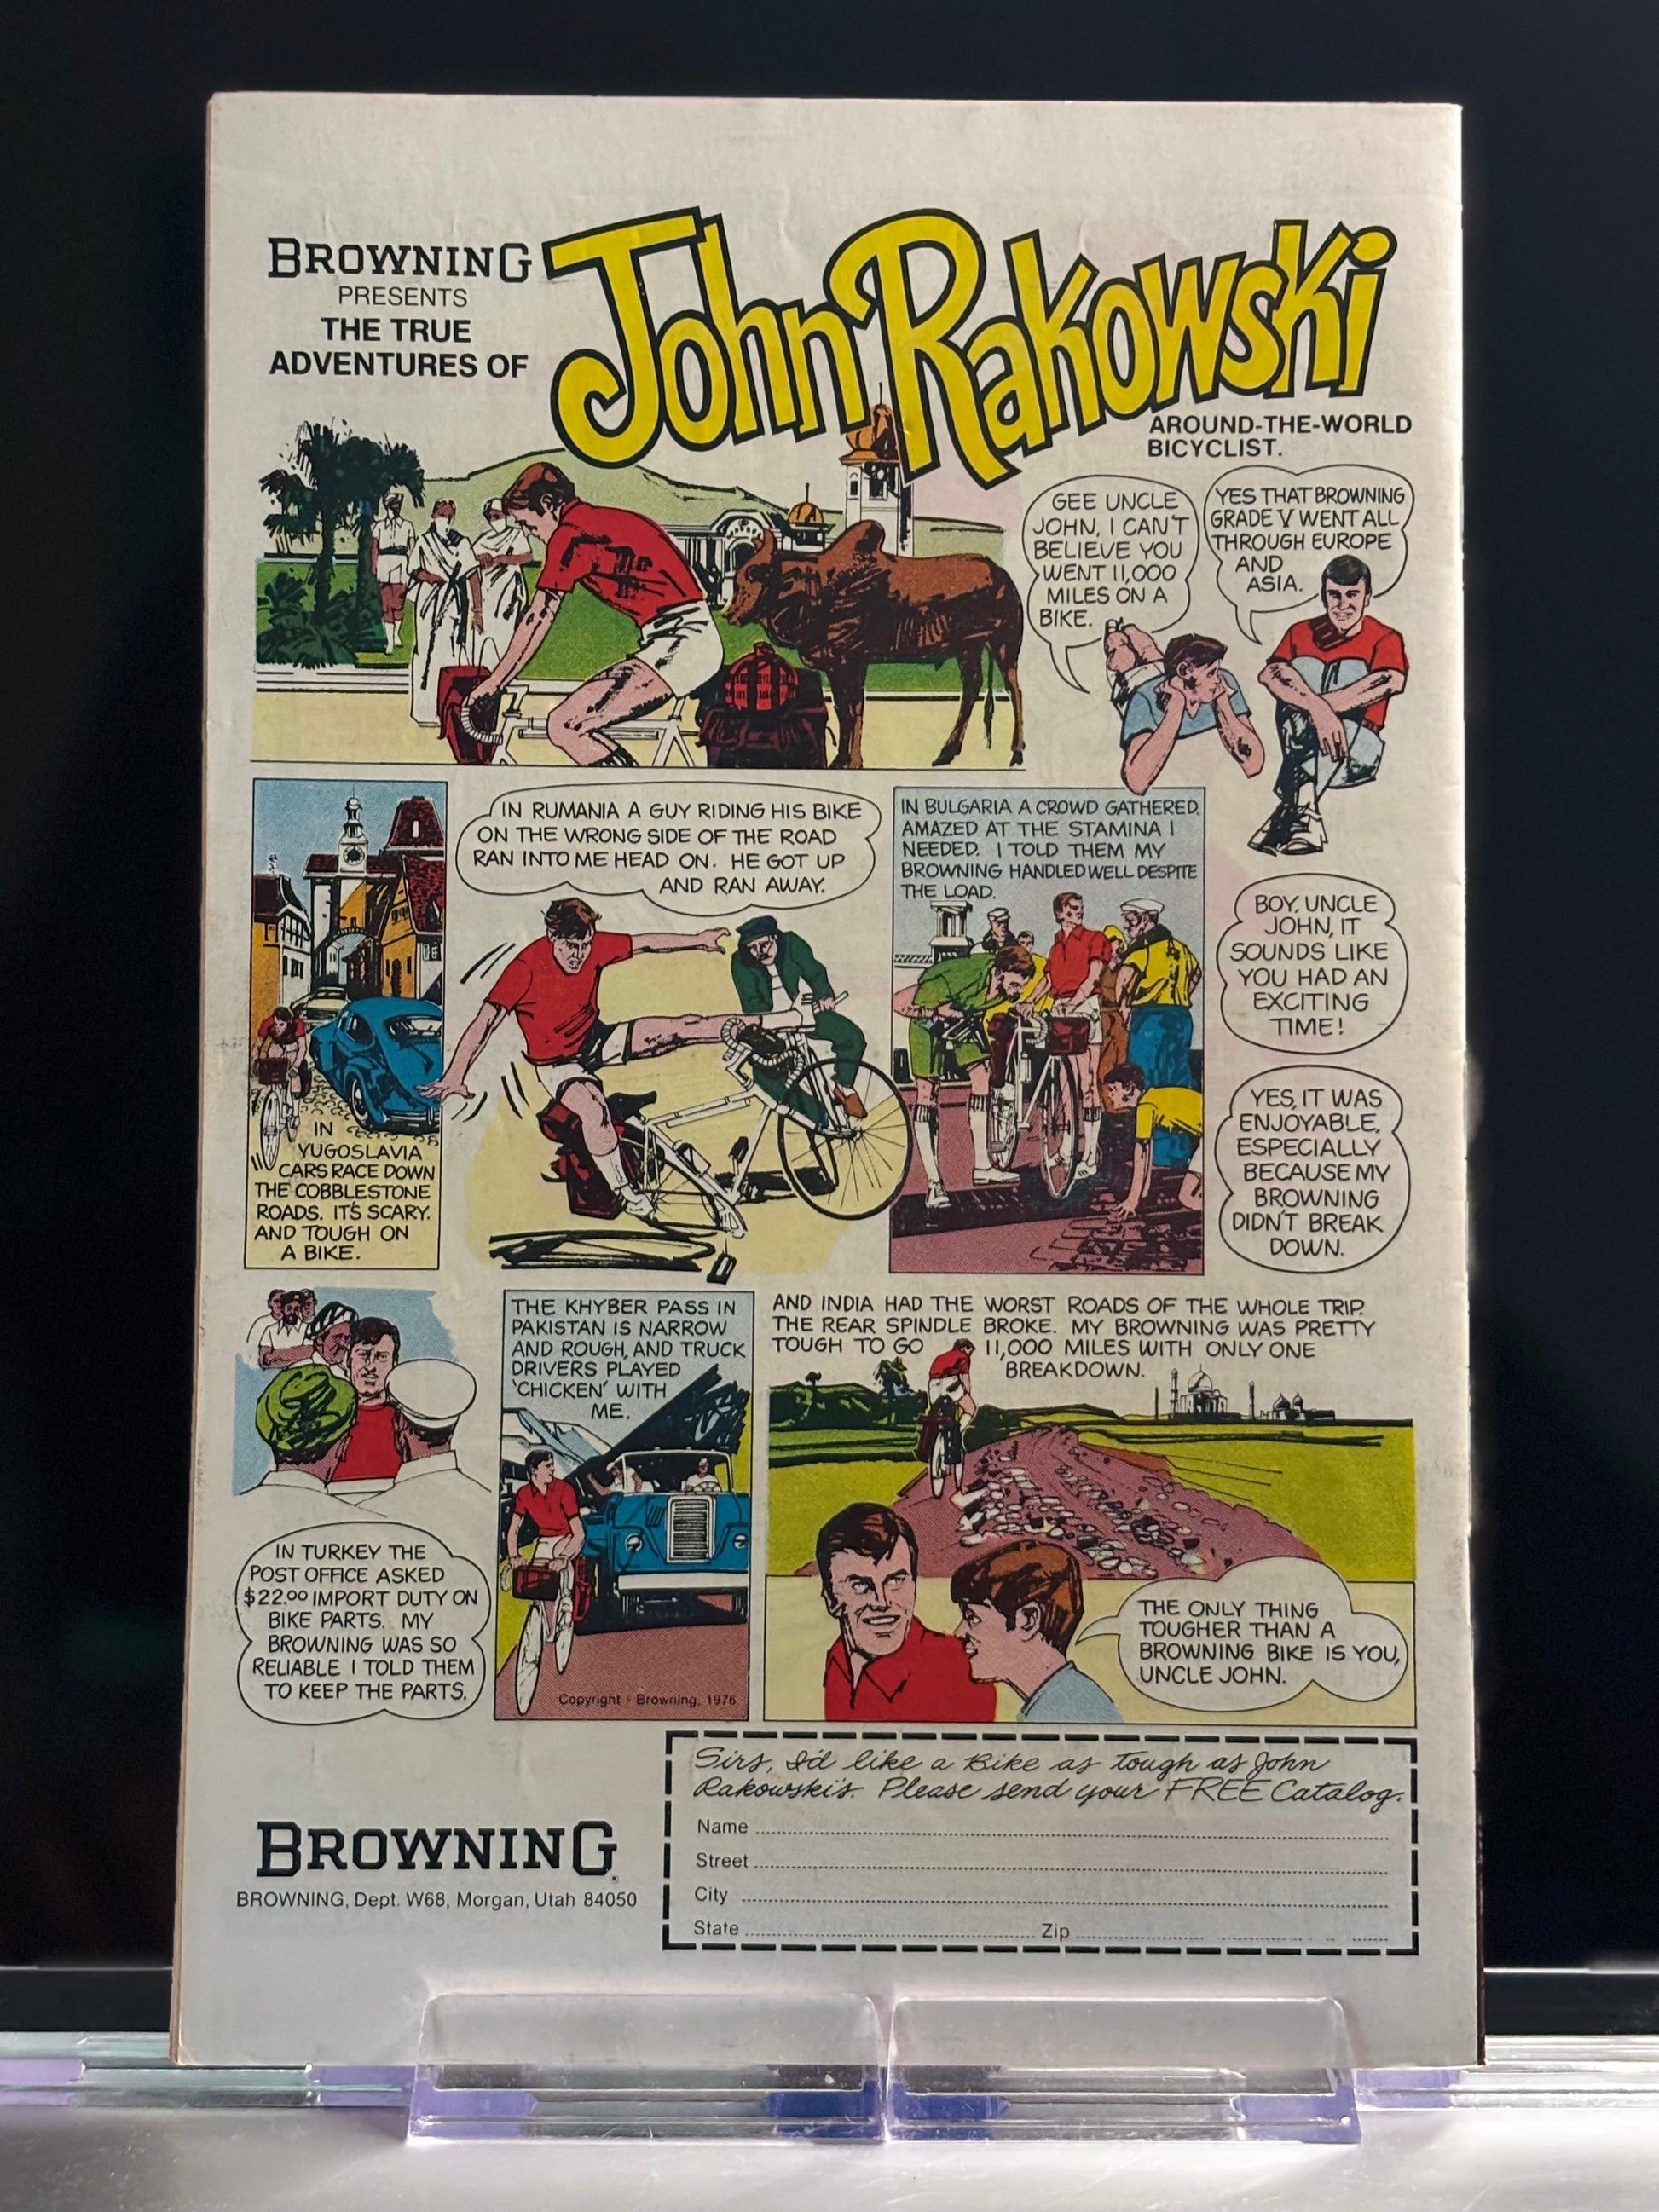 BROWNING
PRESENTS
THE TRUE
ADVENTURES OF
John Rakowski
AROUND-THE-WORLD
BICYCLIST.
GEE UNCLE
JOHN, I CAN'T
BELIEVE YOU
WENT 11,000
MILES ON A
BIKE.
YES THAT BROWNING
GRADE V WENT ALL
THROUGH EUROPE
AND
ASIA.
IN
YUGOSLAVIA
CARS RACE DOWN
THE COBBLESTONE
ROADS. IT'S SCARY.
AND TOUGH ON
A BIKE.
IN RUMANIA A GUY RIDING HIS BIKE
ON THE WRONG SIDE OF THE ROAD
RAN INTO ME HEAD ON. HE GOT UP
AND RAN AWAY.
IN BULGARIA A CROWD GATHERED,
AMAZED AT THE STAMINA I
NEEDED. I TOLD THEM MY
BROWNING HANDLED WELL DESPITE
THE LOAD.
BOY, UNCLE
JOHN, IT
SOUNDS LIKE
YOU HAD AN
EXCITING
TIME!
YES, IT WAS
ENJOYABLE,
ESPECIALLY
BECAUSE MY
BROWNING
DIDN'T BREAK
DOWN.
IN TURKEY THE
POST OFFICE ASKED
$22.00 IMPORT DUTY ON
BIKE PARTS. MY
BROWNING WAS SO
RELIABLE I TOLD THEM
TO KEEP THE PARTS.
THE KHYBER PASS IN
PAKISTAN IS NARROW
AND ROUGH, AND TRUCK
DRIVERS PLAYED
'CHICKEN' WITH
ME.
Copyright © Browning, 1976
AND INDIA HAD THE WORST ROADS OF THE WHOLE TRIP.
THE REAR SPINDLE BROKE. MY BROWNING WAS PRETTY
TOUGH TO GO 11,000 MILES WITH ONLY ONE
BREAKDOWN.
THE ONLY THING
TOUGHER THAN A
BROWNING BIKE IS YOU,
UNCLE JOHN.
BROWNING®
BROWNING, Dept. W68, Morgan, Utah 84050
Sirs, I'd like a Bike as tough as John
Rakowski's. Please send your FREE Catalog.
Name
Street
City
State Zip